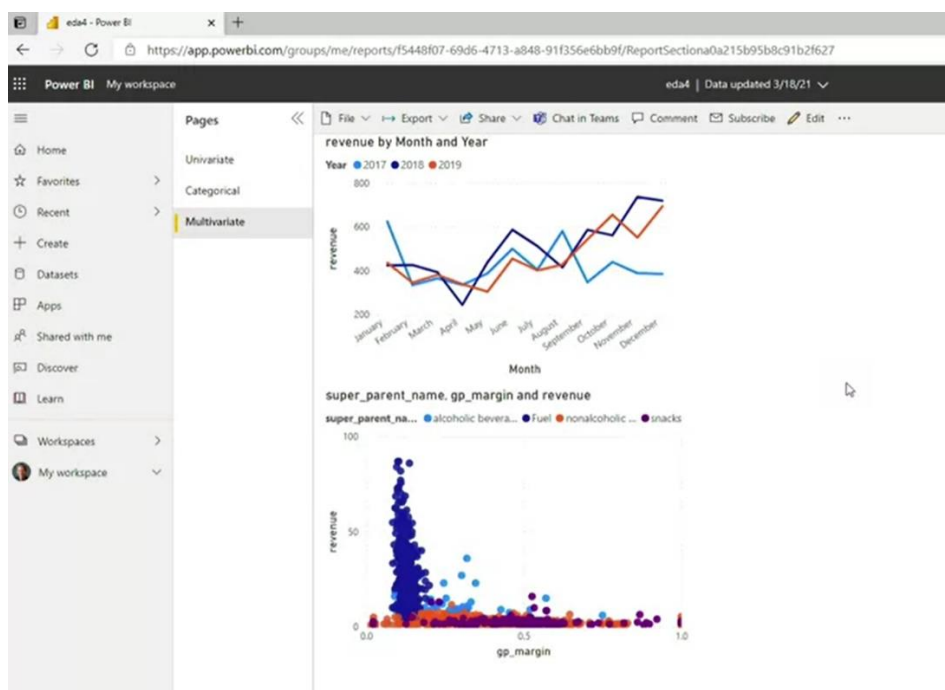 eda4 - Power BI
https://app.powerbi.com/groups/me/reports/f5448f07-69d6-4713-a848-91f356e6bb9f/ReportSectiona0a215b95b8c91b2f627
Power BI My workspace
eda4 | Data updated 3/18/21
Home
Favorites
Recent
Create
Datasets
Apps
Shared with me
Discover
Learn
Workspaces
My workspace
Pages
Univariate
Categorical
Multivariate
File Export Share Chat in Teams Comment Subscribe Edit ...
revenue by Month and Year
Year 2017 2018 2019
800
600
400
200
revenue
January February March April May June July August September October November December
Month
super_parent_name, gp_margin and revenue
super_parent_na... alcoholic bevera... Fuel nonalcoholic ... snacks
100
50
0
revenue
0.0 0.5 1.0
gp_margin